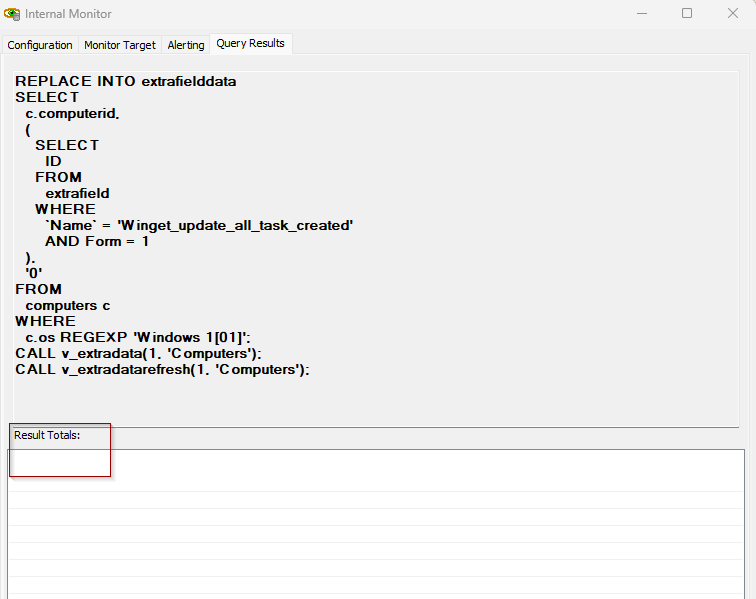 Internal Monitor
Configuration Monitor Target Alerting Query Results
REPLACE INTO extrafielddata
SELECT
c.computerid,
(
SELECT
ID
FROM
extrafield
WHERE
`Name` = 'Winget_update_all_task_created'
AND Form = 1
),
'0'
FROM
computers c
WHERE
c.os REGEXP 'Windows 1[01]';
CALL v_extradata(1, 'Computers');
CALL v_extradatarefresh(1, 'Computers');
Result Totals: